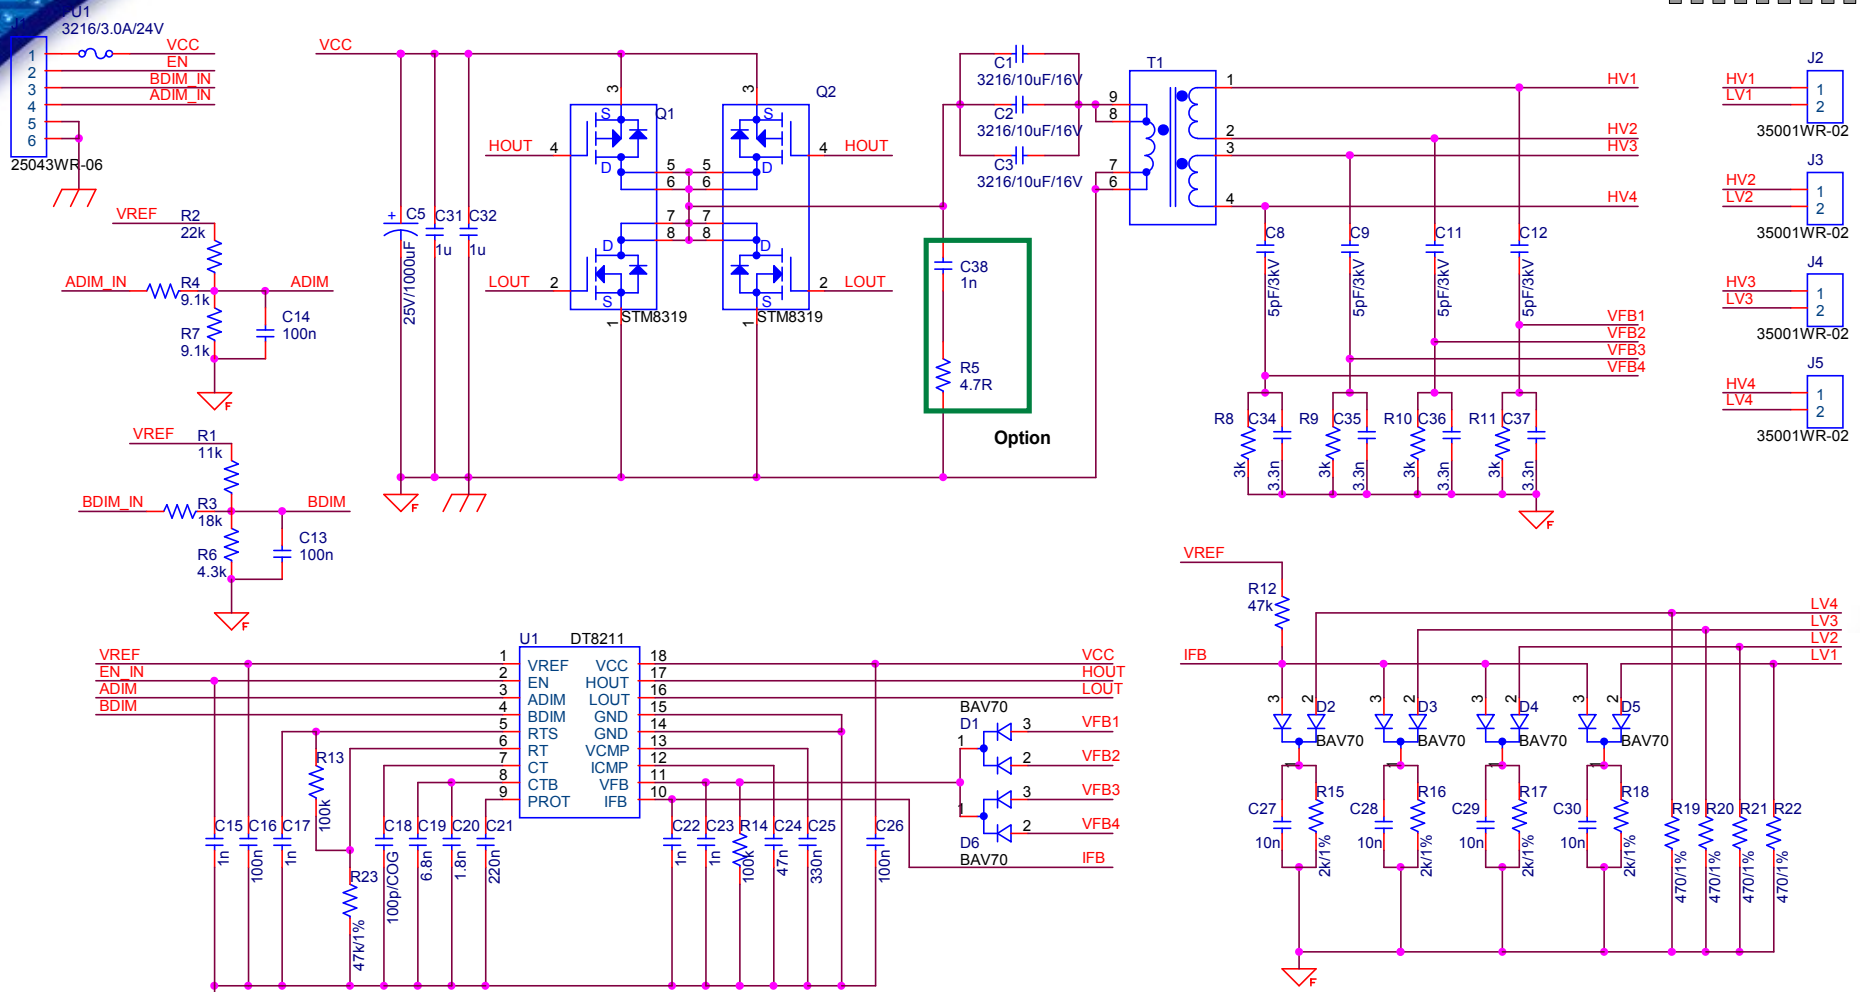 U1
3216/3.0A/24V
1
2
3
4
5
6
VCC
EN
BDIM_IN
ADIM_IN
25043WR-06
VREF
R2
22k
ADIM_IN
R4
9.1k
ADIM
R7
9.1k
C14
100n
F
VREF
R1
11k
BDIM_IN
R3
18k
BDIM
R6
4.3k
C13
100n
F
VCC
+
C5
25V/1000uF
C31
1u
C32
1u
F
3
Q1
S
HOUT
4
D
5
6
7
8
D
LOUT
2
S
1
STM8319
3
Q2
S
4
HOUT
5
6
D
7
8
D
2
LOUT
S
1
STM8319
C1
3216/10uF/16V
C2
3216/10uF/16V
C3
3216/10uF/16V
C38
1n
R5
4.7R
Option
T1
9
8
7
6
1
2
3
4
HV1
HV2
HV3
HV4
C8
5pF/3kV
C9
5pF/3kV
C11
5pF/3kV
C12
5pF/3kV
VFB1
VFB2
VFB3
VFB4
R8
3k
C34
3.3n
R9
3k
C35
3.3n
R10
3k
C36
3.3n
R11
3k
C37
3.3n
F
J2
HV1
LV1
1
2
35001WR-02
J3
HV2
LV2
1
2
35001WR-02
J4
HV3
LV3
1
2
35001WR-02
J5
HV4
LV4
1
2
35001WR-02
U1
DT8211
VREF
EN_IN
ADIM
BDIM
1
2
3
4
5
6
7
8
9
VREF
EN
ADIM
BDIM
RTS
RT
CT
CTB
PROT
VCC
HOUT
LOUT
GND
GND
VCMP
ICMP
VFB
IFB
18
17
16
15
14
13
12
11
10
VCC
HOUT
LOUT
R13
100k
R23
47k/1%
C15
1n
C16
100n
C17
1n
C18
100p/COG
C19
6.8n
C20
1.8n
C21
220n
C22
1n
C23
1n
R14
100k
C24
47n
C25
330n
C26
100n
BAV70
D1
1
3
2
VFB1
VFB2
1
3
2
VFB3
VFB4
D6
BAV70
IFB
VREF
R12
47k
IFB
LV4
LV3
LV2
LV1
3
2
D2
BAV70
1
3
2
D3
BAV70
1
3
2
D4
BAV70
1
3
2
D5
BAV70
1
C27
10n
R15
2k/1%
C28
10n
R16
2k/1%
C29
10n
R17
2k/1%
C30
10n
R18
2k/1%
R19
470/1%
R20
470/1%
R21
470/1%
R22
470/1%
F